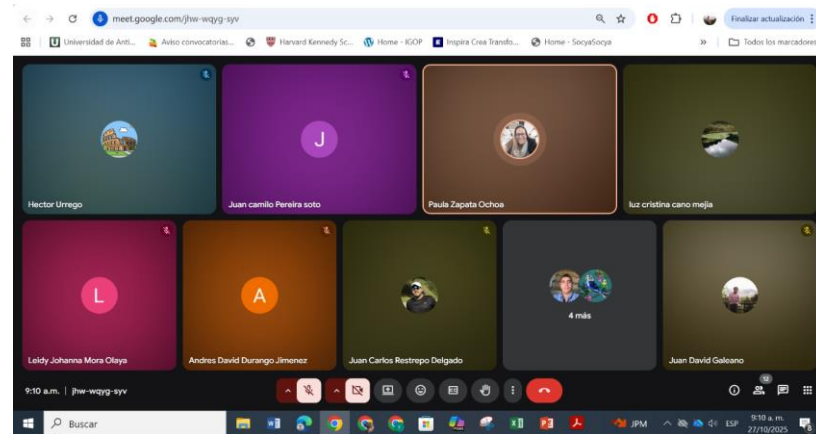 meet.google.com/jhw-wqyg-syv
Finalizar actualización
Universidad de Anti...
Aviso convocatorias...
Harvard Kennedy Sc...
Home - IGOP
Inspira Crea Transfo...
Home - SocyaSocya
»
Todos los marcadores
J
Hector Urrego
Juan camilo Pereira soto
Paula Zapata Ochoa
luz cristina cano mejia
L
A
4 más
Leidy Johanna Mora Olaya
Andres David Durango Jimenez
Juan Carlos Restrepo Delgado
Juan David Galeano
9:10 a.m. | jhw-wqyg-syv
12
Buscar
JPM
ESP
9:10 a. m.
27/10/2025
8